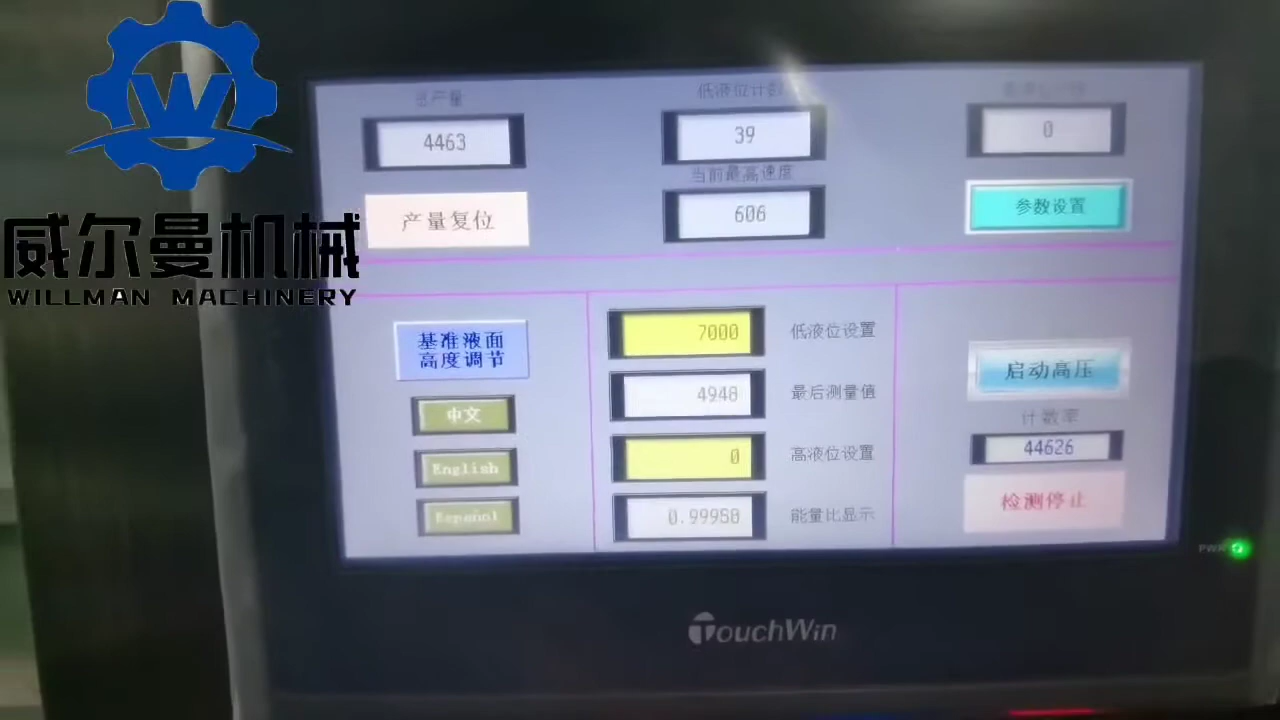 总产量
低液位计数
4463
39
0
当前最高速度
606
产量复位
参数设置
威尔曼机械
WILLMAN MACHINERY
基准液面
高度调节
中文
English
Español
7000
低液位设置
4948
最后测量值
0
高液位设置
0.99950
能量比显示
启动高压
计数率
44626
检测停止
PWR
TouchWin